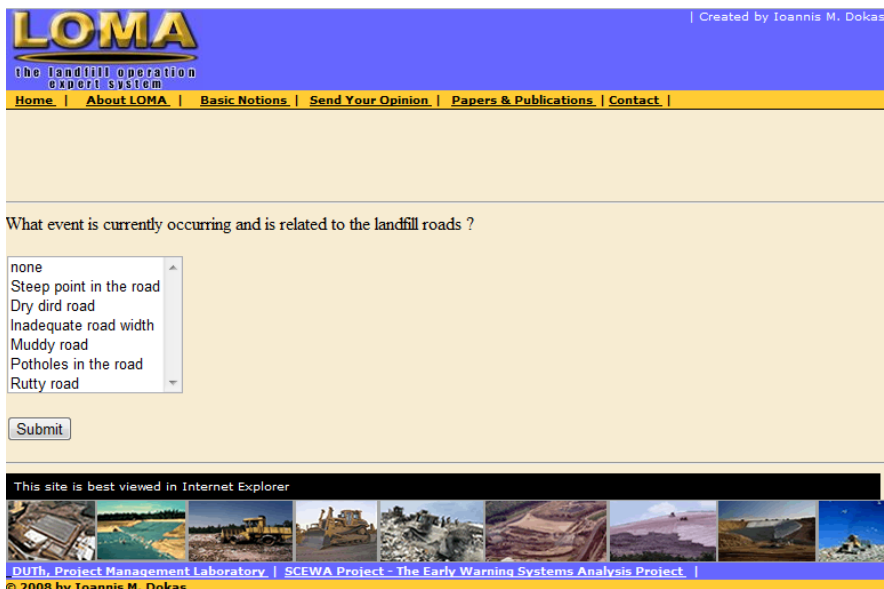 LOMA
| Created by Ioannis M. Dokas
the landfill operation
expert system
Home | About LOMA | Basic Notions | Send Your Opinion | Papers & Publications | Contact |
What event is currently occurring and is related to the landfill roads ?
none
Steep point in the road
Dry dird road
Inadequate road width
Muddy road
Potholes in the road
Rutty road
Submit
This site is best viewed in Internet Explorer
DUTh, Project Management Laboratory | SCEWA Project - The Early Warning Systems Analysis Project |
© 2008 by Ioannis M. Dokas